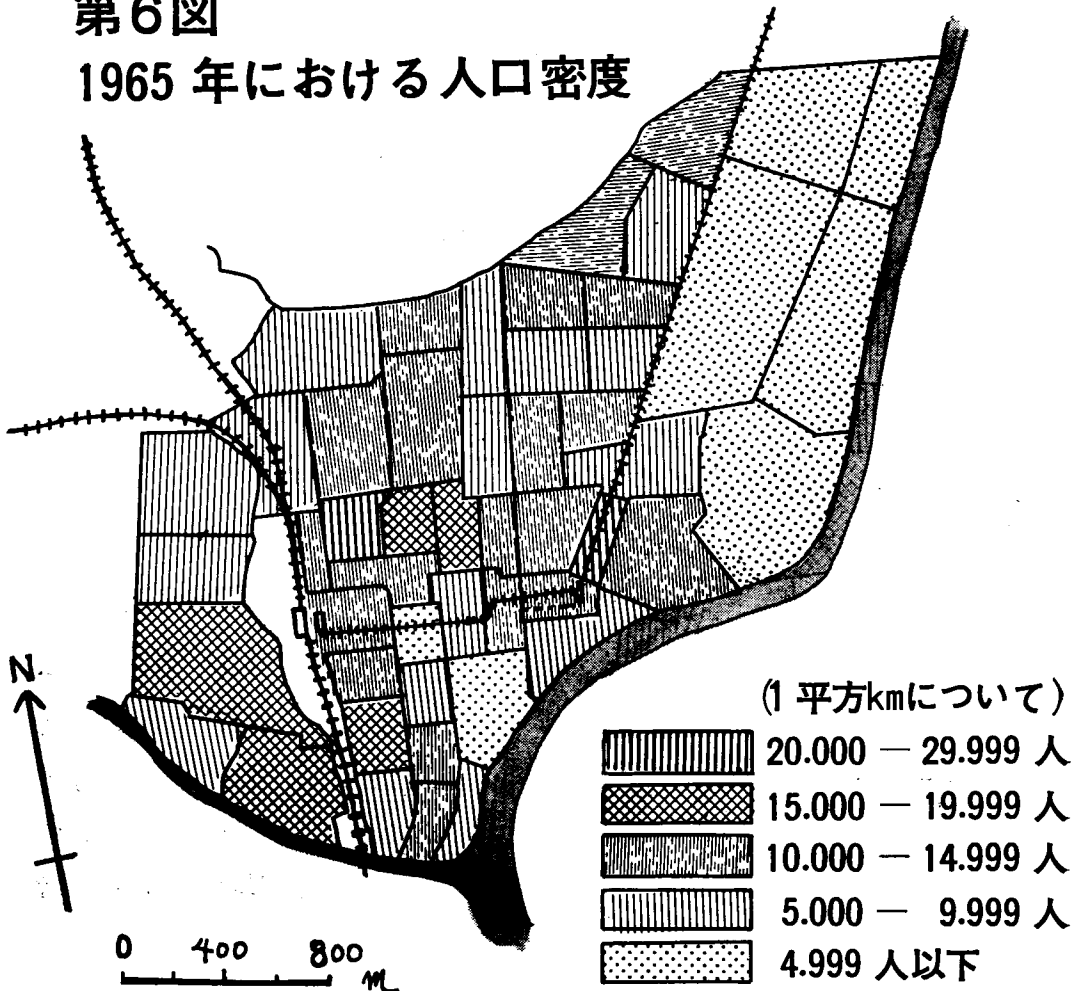 第6図
1965 年における人口密度
N
(1 平方kmについて)
20.000 — 29.999 人
15.000 — 19.999 人
10.000 — 14.999 人
5.000 — 9.999 人
4.999 人以下
0 400 800
m